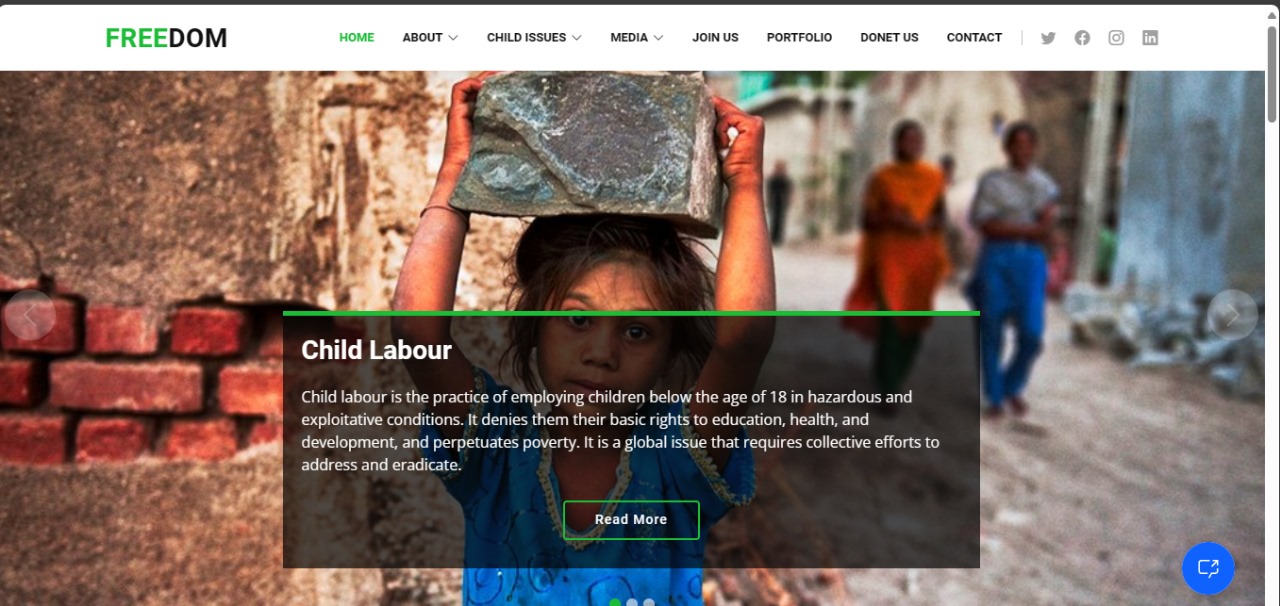 FREEDOM
HOME ABOUT CHILD ISSUES MEDIA JOIN US PORTFOLIO DONET US CONTACT
Child Labour
Child labour is the practice of employing children below the age of 18 in hazardous and
exploitative conditions. It denies them their basic rights to education, health, and
development, and perpetuates poverty. It is a global issue that requires collective efforts to
address and eradicate.
Read More